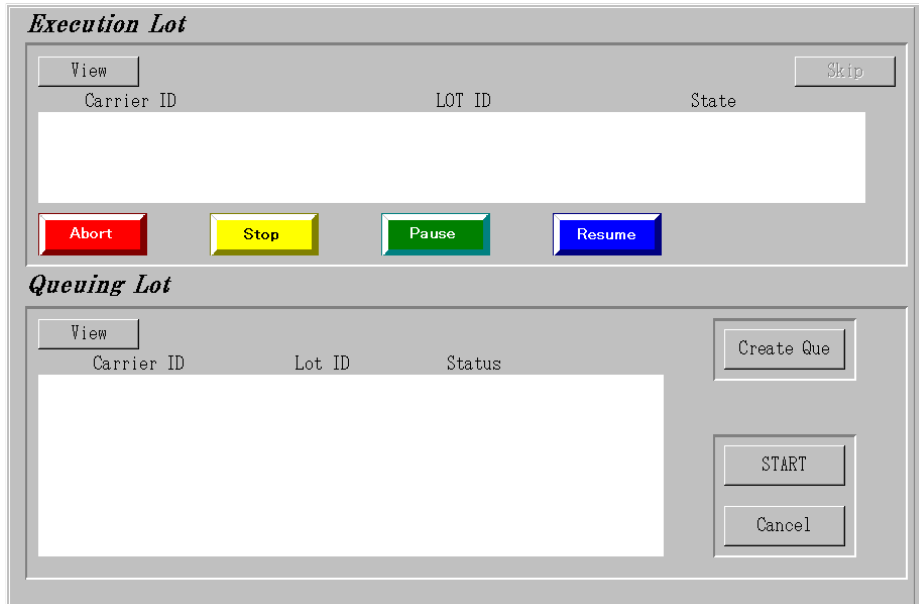 Execution Lot
View Skip
Carrier ID LOT ID State
Abort Stop Pause Resume
Queuing Lot
View
Create Que
Carrier ID Lot ID Status
START
Cancel